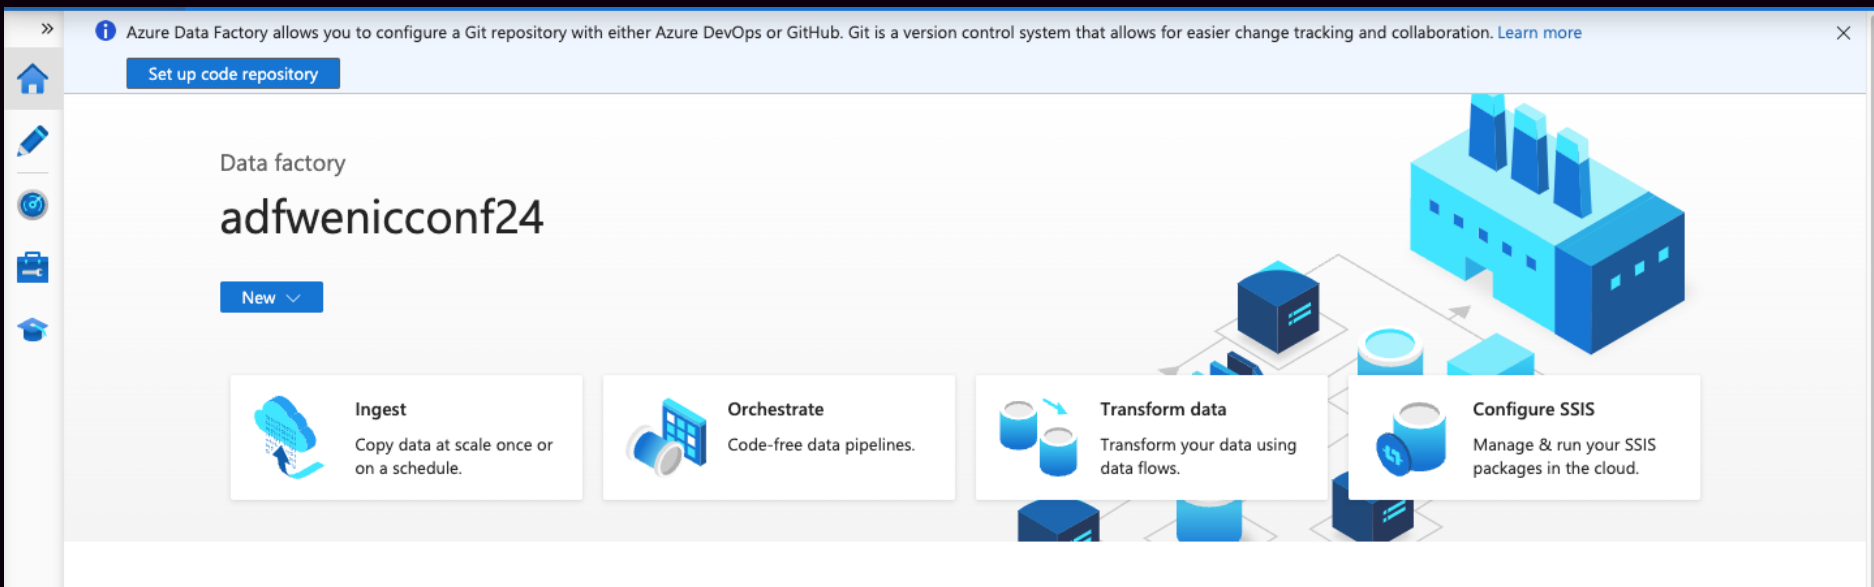 »
Azure Data Factory allows you to configure a Git repository with either Azure DevOps or GitHub. Git is a version control system that allows for easier change tracking and collaboration. Learn more
Set up code repository
Data factory
adfwenicconf24
New
Ingest
Copy data at scale once or
on a schedule.
Orchestrate
Code-free data pipelines.
Transform data
Transform your data using
data flows.
Configure SSIS
Manage & run your SSIS
packages in the cloud.